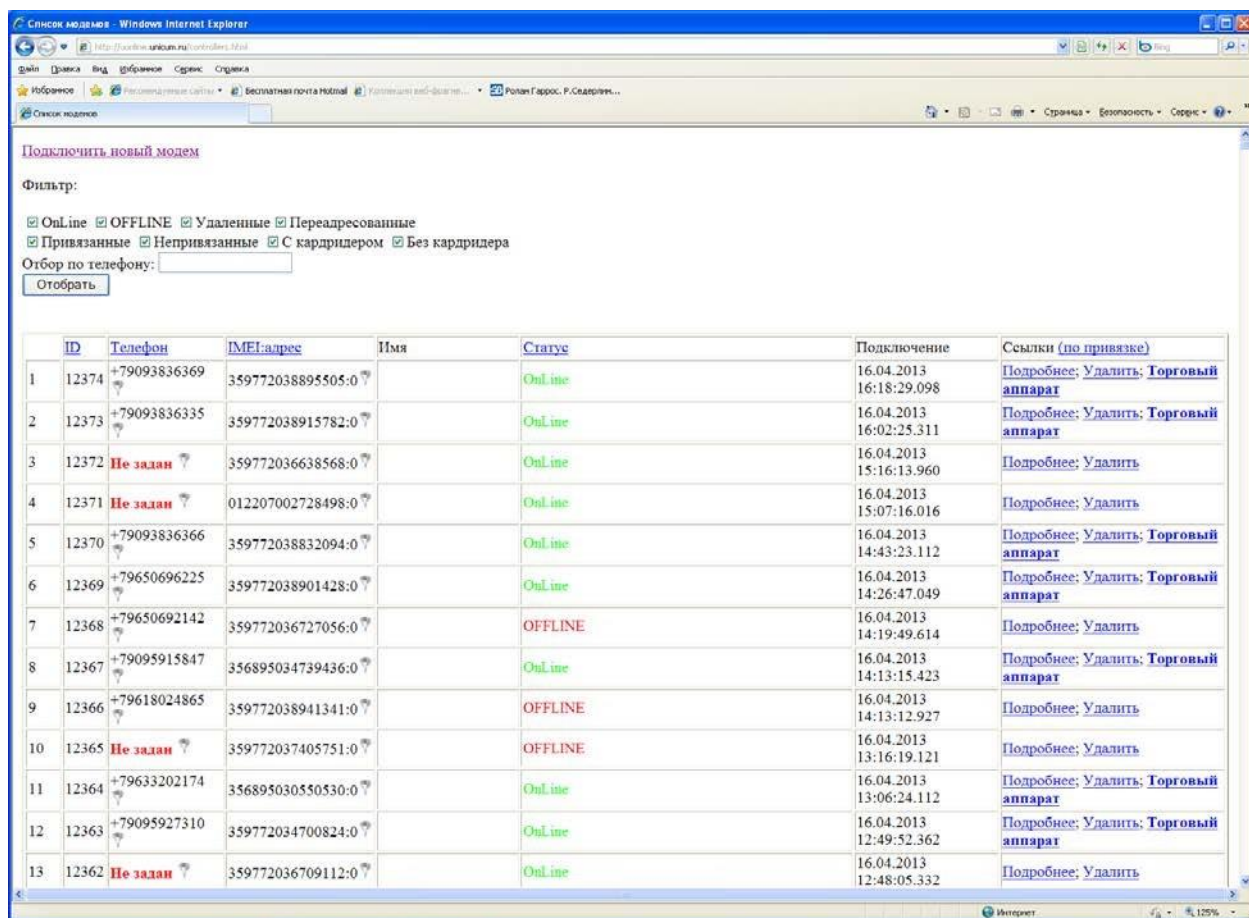 Список модемов - Windows Internet Explorer
unicum.ru/controllers.html
Bing
Файл Правка Вид Избранное Сервис Справка
Избранное Рекомендуемые сайты Бесплатная почта Hotmail Коллекция веб-фрагме... Ролан Гаррос. Р.Седерлин...
Список модемов
Страница Безопасность Сервис
Подключить новый модем
Фильтр:
OnLine OFFLINE Удаленные Переадресованные
Привязанные Непривязанные С кардридером Без кардридера
Отбор по телефону:
Отобрать
ID Телефон IMEI:адрес Имя Статус Подключение Ссылки (по привязке)
1 12374 +79093836369 359772038895505:0 OnLine 16.04.2013 16:18:29.098 Подробнее; Удалить; Торговый аппарат
2 12373 +79093836335 359772038915782:0 OnLine 16.04.2013 16:02:25.311 Подробнее; Удалить; Торговый аппарат
3 12372 Не задан 359772036638568:0 OnLine 16.04.2013 15:16:13.960 Подробнее; Удалить
4 12371 Не задан 012207002728498:0 OnLine 16.04.2013 15:07:16.016 Подробнее; Удалить
5 12370 +79093836366 359772038832094:0 OnLine 16.04.2013 14:43:23.112 Подробнее; Удалить; Торговый аппарат
6 12369 +79650696225 359772038901428:0 OnLine 16.04.2013 14:26:47.049 Подробнее; Удалить; Торговый аппарат
7 12368 +79650692142 359772036727056:0 OFFLINE 16.04.2013 14:19:49.614 Подробнее; Удалить
8 12367 +79095915847 356895034739436:0 OnLine 16.04.2013 14:13:15.423 Подробнее; Удалить; Торговый аппарат
9 12366 +79618024865 359772038941341:0 OFFLINE 16.04.2013 14:13:12.927 Подробнее; Удалить
10 12365 Не задан 359772037405751:0 OFFLINE 16.04.2013 13:16:19.121 Подробнее; Удалить
11 12364 +79633202174 356895030550530:0 OnLine 16.04.2013 13:06:24.112 Подробнее; Удалить; Торговый аппарат
12 12363 +79095927310 359772034700824:0 OnLine 16.04.2013 12:49:52.362 Подробнее; Удалить; Торговый аппарат
13 12362 Не задан 359772036709112:0 OnLine 16.04.2013 12:48:05.332 Подробнее; Удалить
Интернет 125%